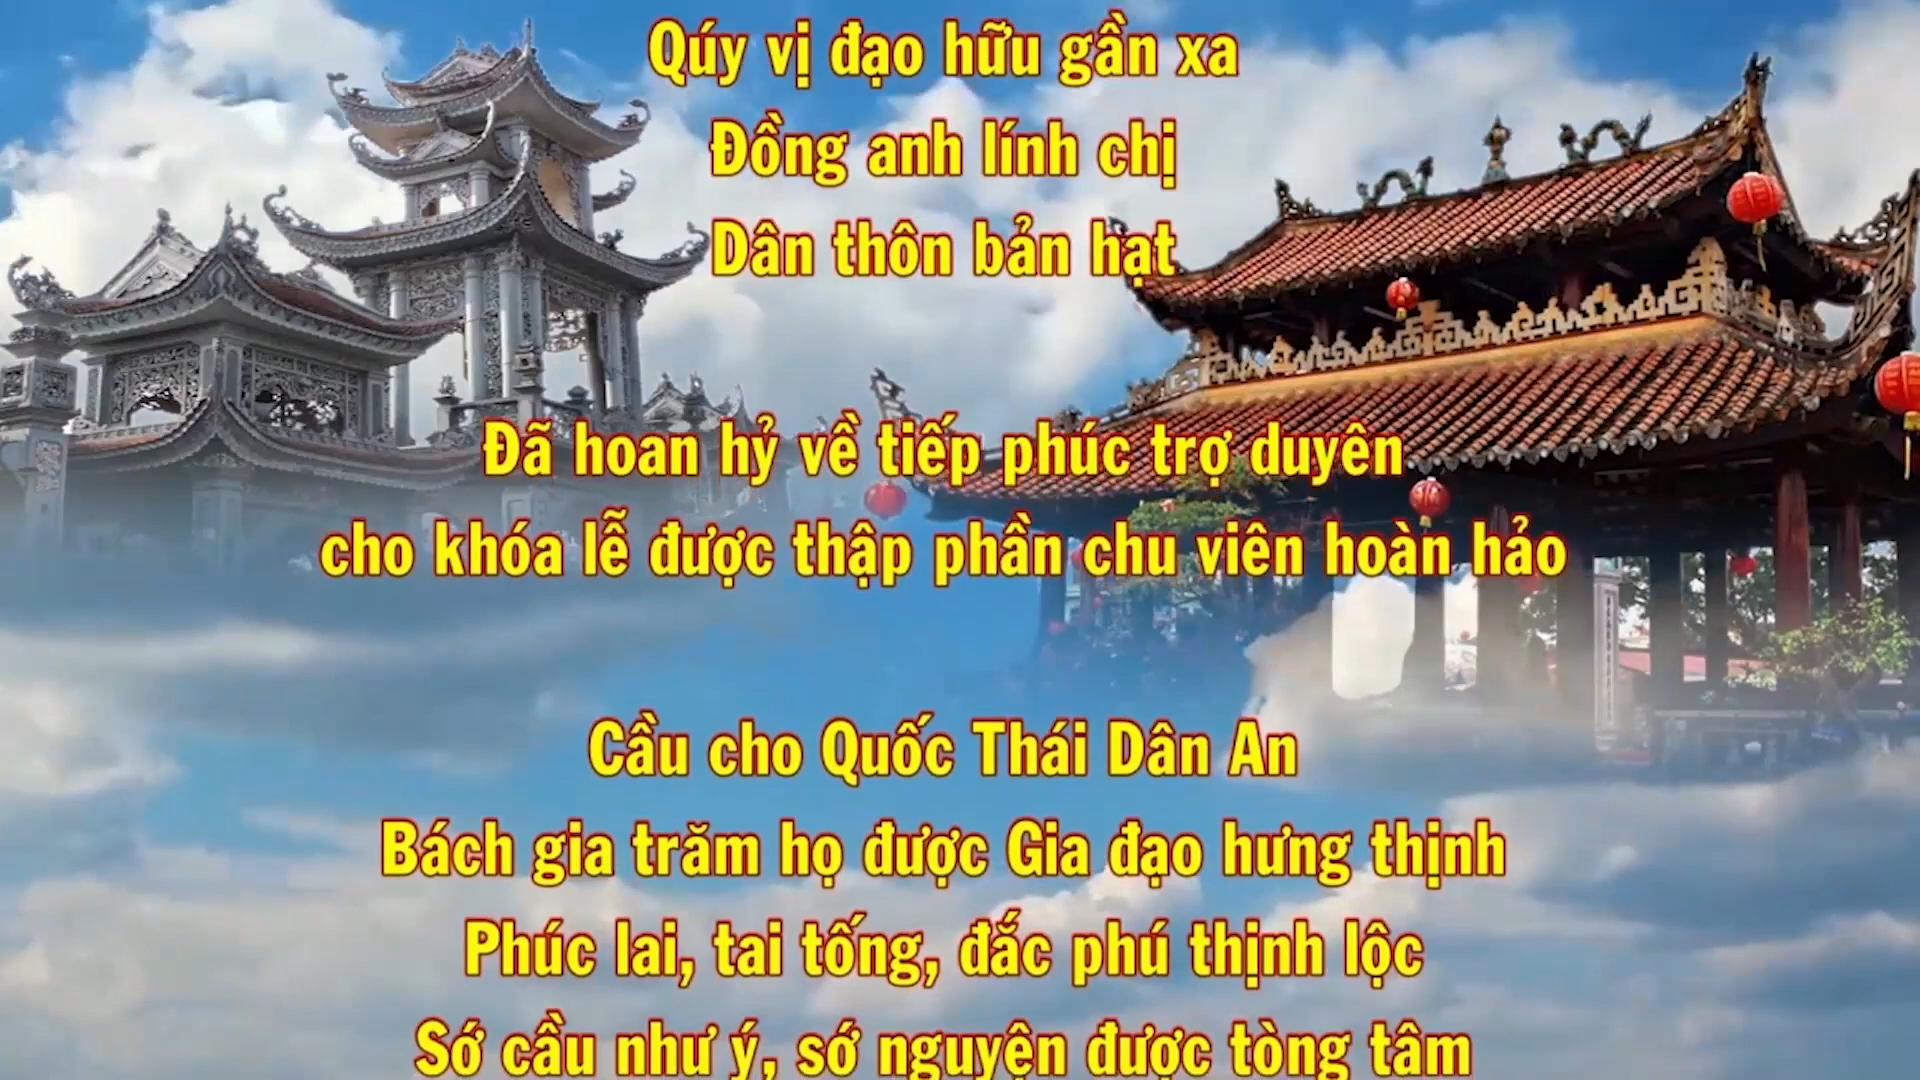 Qúy vị đạo hữu gần xa
Đồng anh lính chị
Dân thôn bản hạt
Đã hoan hỷ về tiếp phúc trợ duyên
cho khóa lễ được thập phần chu viên hoàn hảo
Cầu cho Quốc Thái Dân An
Bách gia trăm họ được Gia đạo hưng thịnh
Phúc lai, tai tống, đắc phú thịnh lộc
Sớ cầu như ý, sớ nguyện được tòng tâm